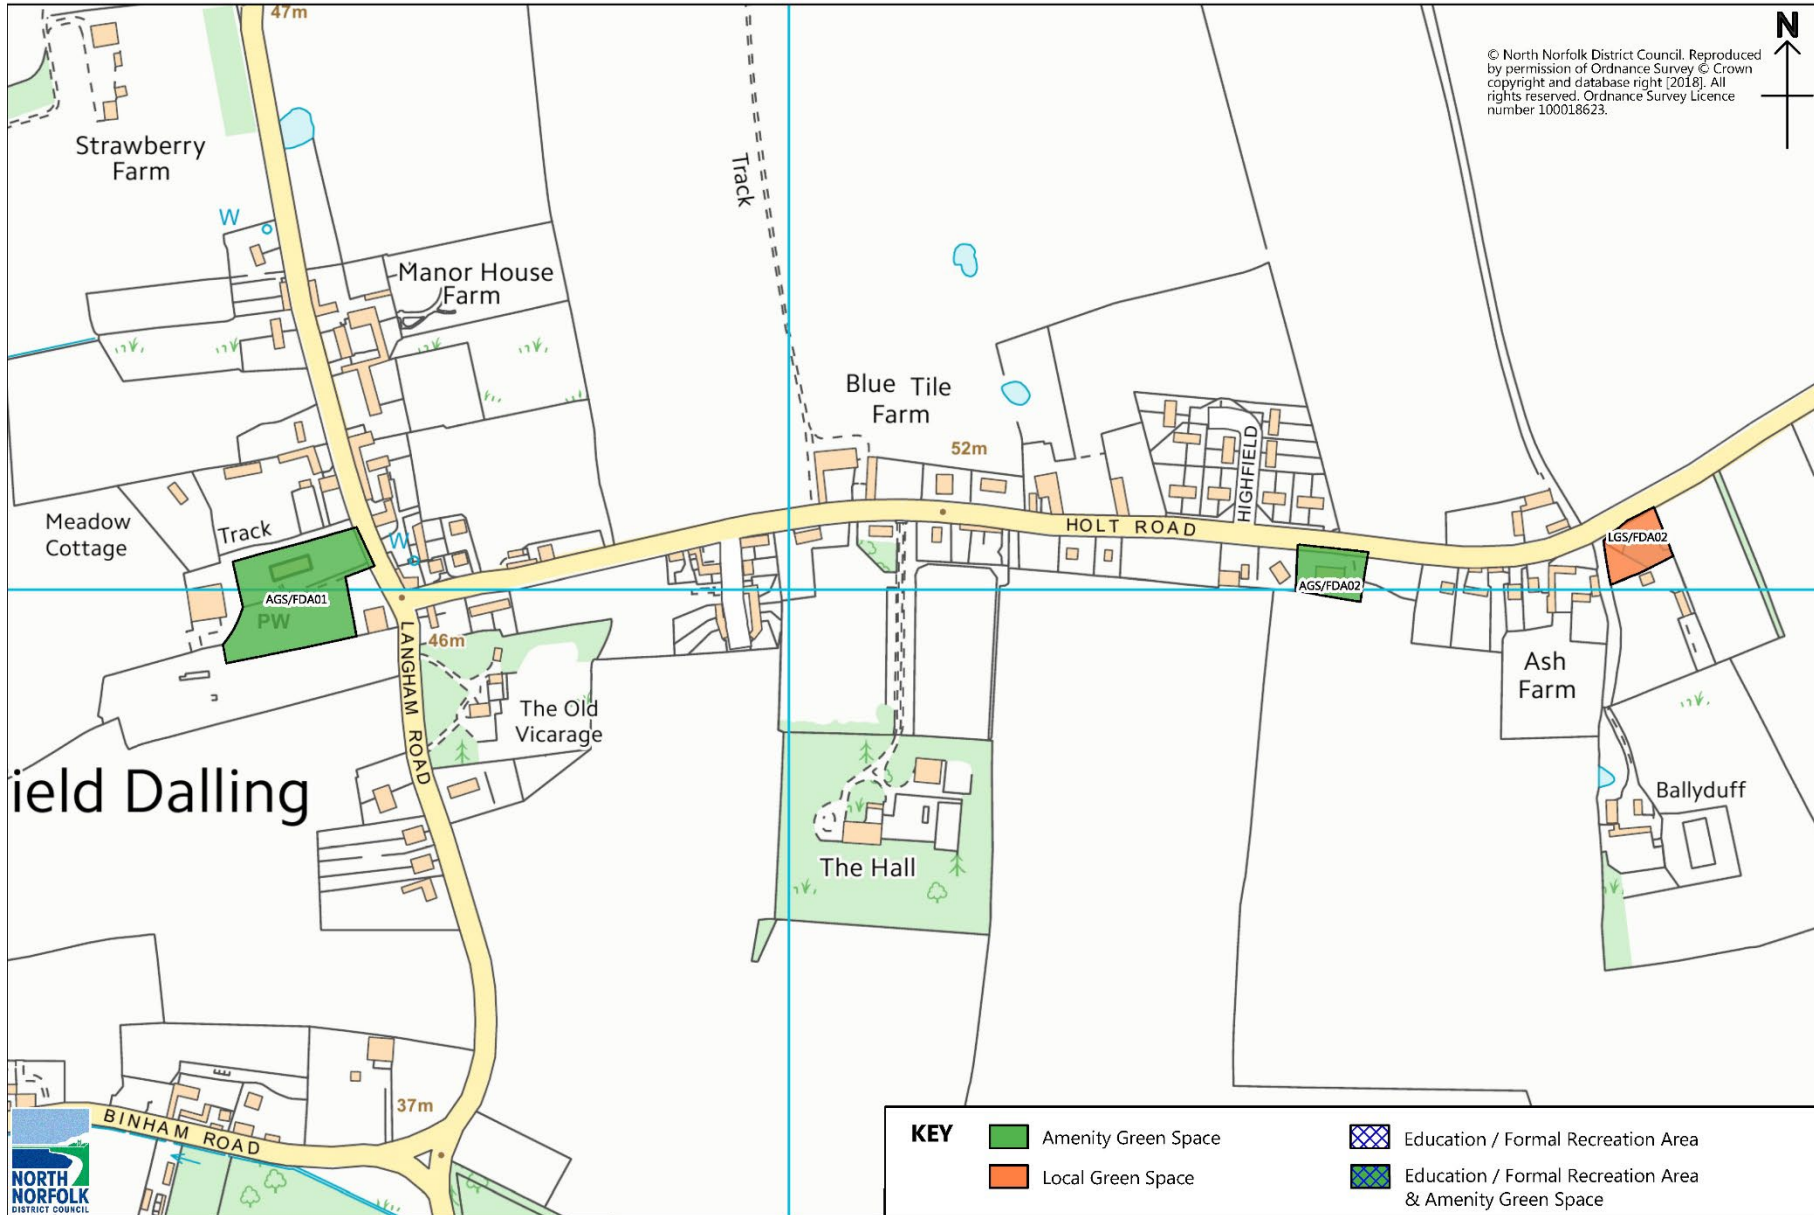 47m
N
© North Norfolk District Council. Reproduced
by permission of Ordnance Survey © Crown
copyright and database right [2018]. All
rights reserved. Ordnance Survey Licence
number 100018623.
Strawberry
Farm
Track
W
Manor House
Farm
Blue Tile
Farm
52m
HIGHFIELD
Meadow
Cottage
Track
W
HOLT ROAD
LGS/FDA02
AGS/FDA01
AGS/FDA02
PW
46m
LANGHAM ROAD
Ash
Farm
The Old
Vicarage
ield Dalling
Ballyduff
The Hall
37m
BINHAM ROAD
NORTH
NORFOLK
DISTRICT COUNCIL
KEY
Amenity Green Space
Local Green Space
Education / Formal Recreation Area
Education / Formal Recreation Area
& Amenity Green Space